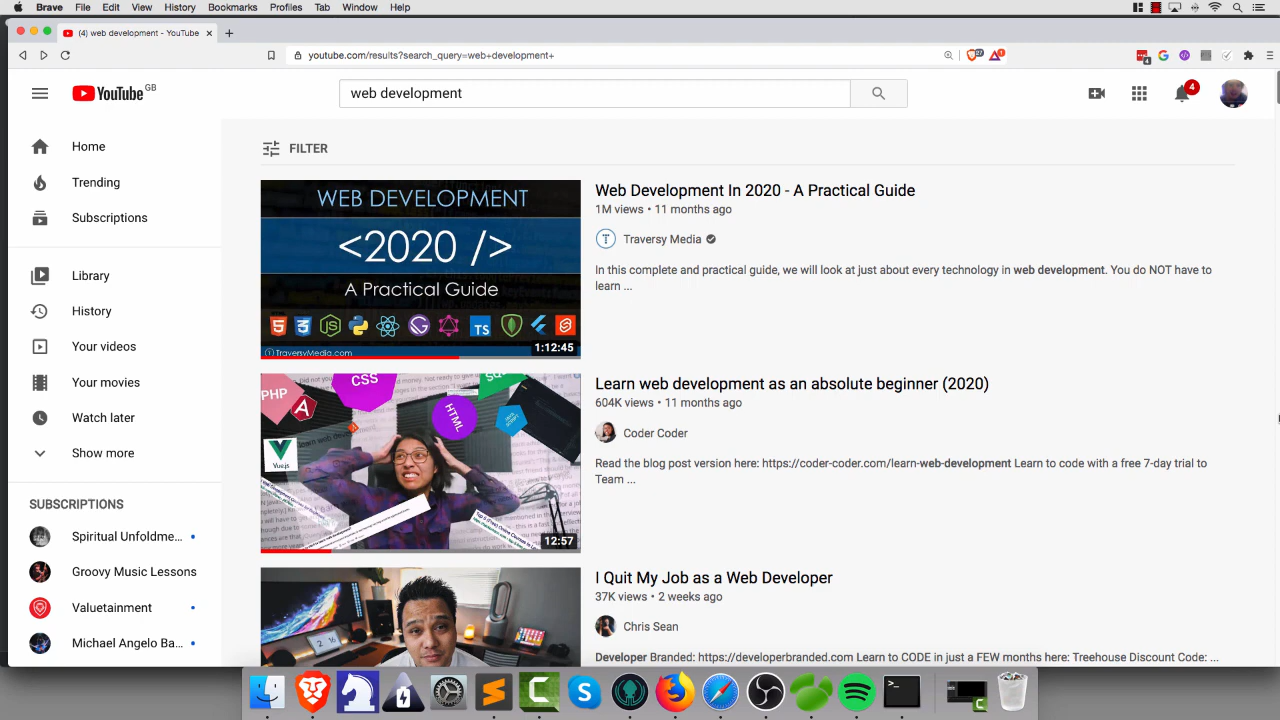 Brave File Edit View History Bookmarks Profiles Tab Window Help
(4) web development - YouTube
youtube.com/results?search_query=web+development+
YouTube GB
web development
4
Home
Trending
Subscriptions
Library
History
Your videos
Your movies
Watch later
Show more
SUBSCRIPTIONS
Spiritual Unfoldme...
Groovy Music Lessons
Valuetainment
Michael Angelo Ba...
FILTER
WEB DEVELOPMENT
<2020 />
A Practical Guide
TS
TraversyMedia.com
1:12:45
Web Development In 2020 - A Practical Guide
1M views • 11 months ago
Traversy Media
In this complete and practical guide, we will look at just about every technology in web development. You do NOT have to
learn ...
PHP
CSS
HTML
Vue.js
12:57
Learn web development as an absolute beginner (2020)
604K views • 11 months ago
Coder Coder
Read the blog post version here: https://coder-coder.com/learn-web-development Learn to code with a free 7-day trial to
Team ...
2 16
I Quit My Job as a Web Developer
37K views • 2 weeks ago
Chris Sean
Developer Branded: https://developerbranded.com Learn to CODE in just a FEW months here: Treehouse Discount Code: ...